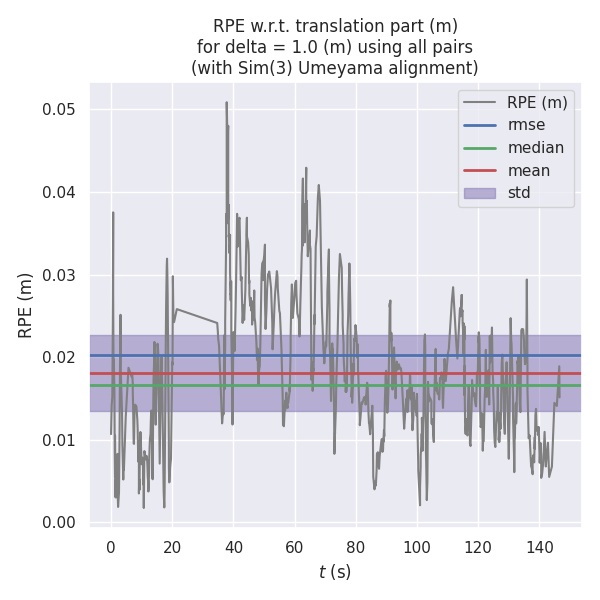 RPE w.r.t. translation part (m)
for delta = 1.0 (m) using all pairs
(with Sim(3) Umeyama alignment)
RPE (m)
rmse
median
mean
std
0.05
0.04
0.03
0.02
0.01
0.00
RPE (m)
0 20 40 60 80 100 120 140
t (s)